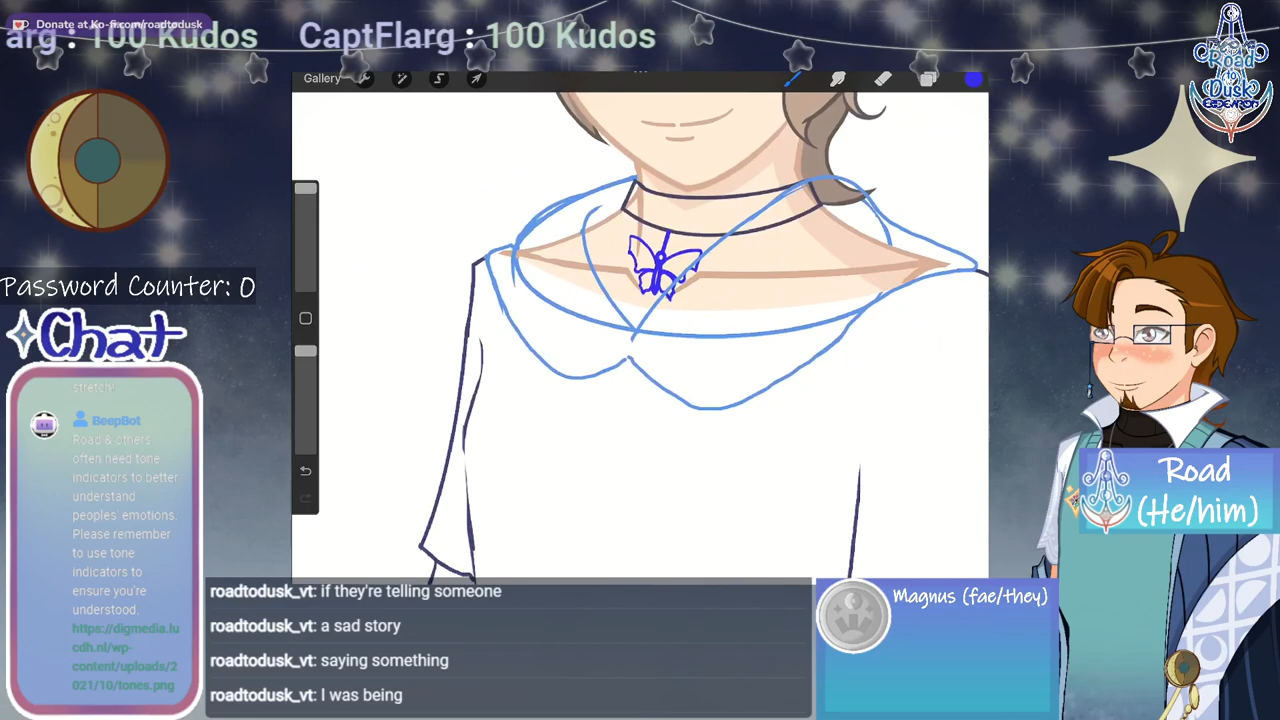 Donate at Ko-fi.com/roadtodusk
arg : 100 Kudos CaptFlarg : 100 Kudos
Road
to
Dusk
Gallery
Password Counter: 0
Chat
stretch!
BeepBot
Road & others
often need tone
indicators to better
understand
peoples' emotions.
Please remember
to use tone
indicators to
ensure you're
understood.
https://digmedia.lu
cdh.nl/wp-
content/uploads/2
021/10/tones.png
roadtodusk_vt: if they're telling someone
roadtodusk_vt: a sad story
roadtodusk_vt: saying something
roadtodusk_vt: I was being
Magnus (fae/they)
Road
(He/him)